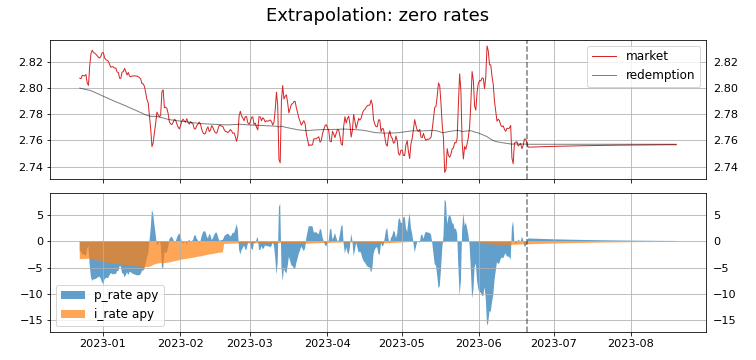 Extrapolation: zero rates
2.82 2.82
market
2.80 redemption 2.80
2.78 2.78
2.76 2.76
2.74 2.74
5 5
0 0
−5 −5
−10 p_rate apy −10
−15 i_rate apy −15
2023-01 2023-02 2023-03 2023-04 2023-05 2023-06 2023-07 2023-08